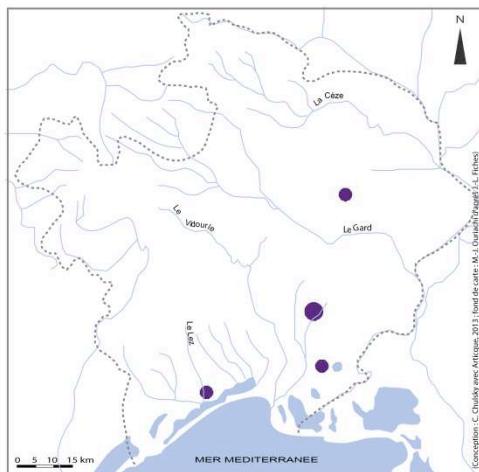 N
La Cèze
Le Gard
Le Vidourle
Le Lez
0 5 10 15 km
MER MEDITERRANEE
Conception : C. Chulsky avec Articque, 2013 ; fond de carte : M.-J. Ouriachi d'après J.-L. Fiches)